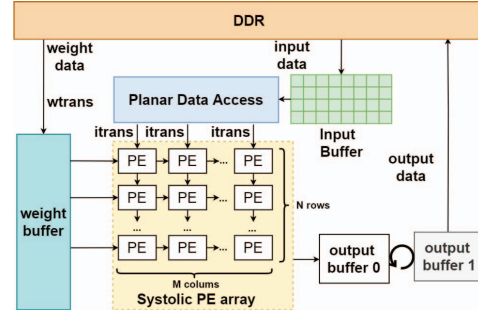 DDR
weight
data
input
data
wtrans
Planar Data Access
Input
Buffer
itrans itrans itrans
output
data
PE PE ... PE
PE PE ... PE
... ... ...
PE PE ... PE
N rows
weight
buffer
M colums
Systolic PE array
output
buffer 0
output
buffer 1